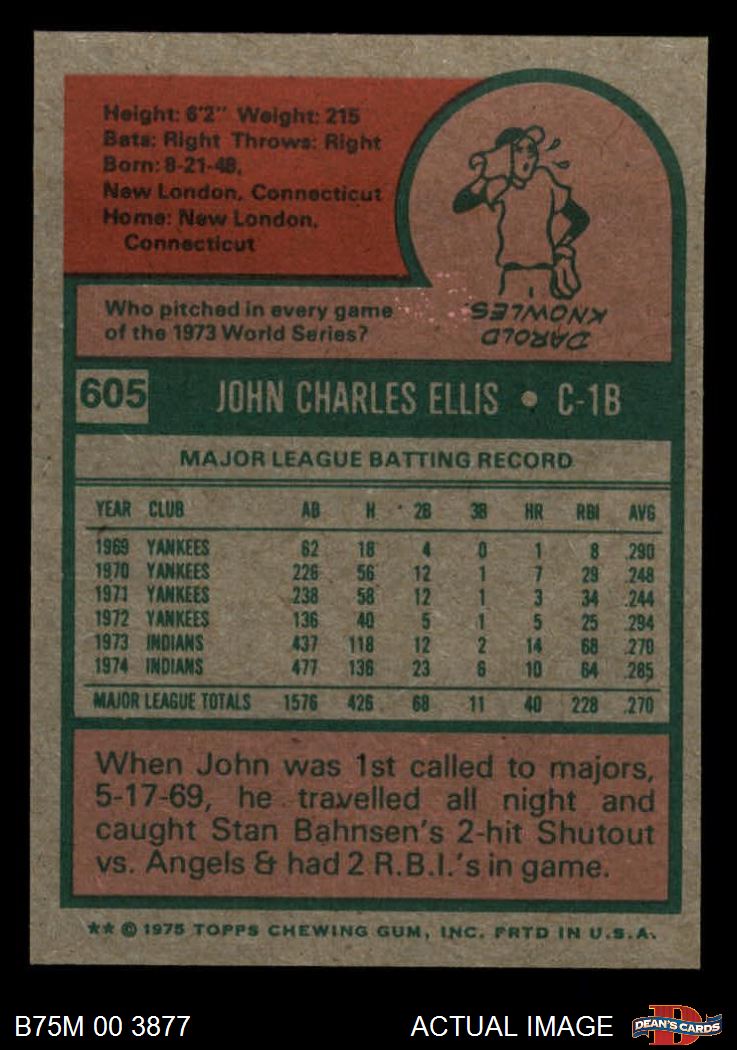 Height: 6'2" Weight: 215
Bats: Right Throws: Right
Born: 8-21-48,
New London, Connecticut
Home: New London,
Connecticut
Who pitched in every game
of the 1973 World Series?
DAROLD
KNOWLES.
605 JOHN CHARLES ELLIS • C-1B
MAJOR LEAGUE BATTING RECORD
YEAR CLUB AB H 2B 3B HR RBI AVG
1969 YANKEES 62 18 4 0 1 8 .290
1970 YANKEES 226 56 12 1 7 29 .248
1971 YANKEES 238 58 12 1 3 34 .244
1972 YANKEES 136 40 5 1 5 25 .294
1973 INDIANS 437 118 12 2 14 68 .270
1974 INDIANS 477 136 23 6 10 64 .285
MAJOR LEAGUE TOTALS 1576 426 68 11 40 228 .270
When John was 1st called to majors,
5-17-69, he travelled all night and
caught Stan Bahnsen's 2-hit Shutout
vs. Angels & had 2 R.B.I.'s in game.
** © 1975 TOPPS CHEWING GUM, INC. PRTD IN U.S.A.
B75M 00 3877 ACTUAL IMAGE
D
DEAN'S CARDS